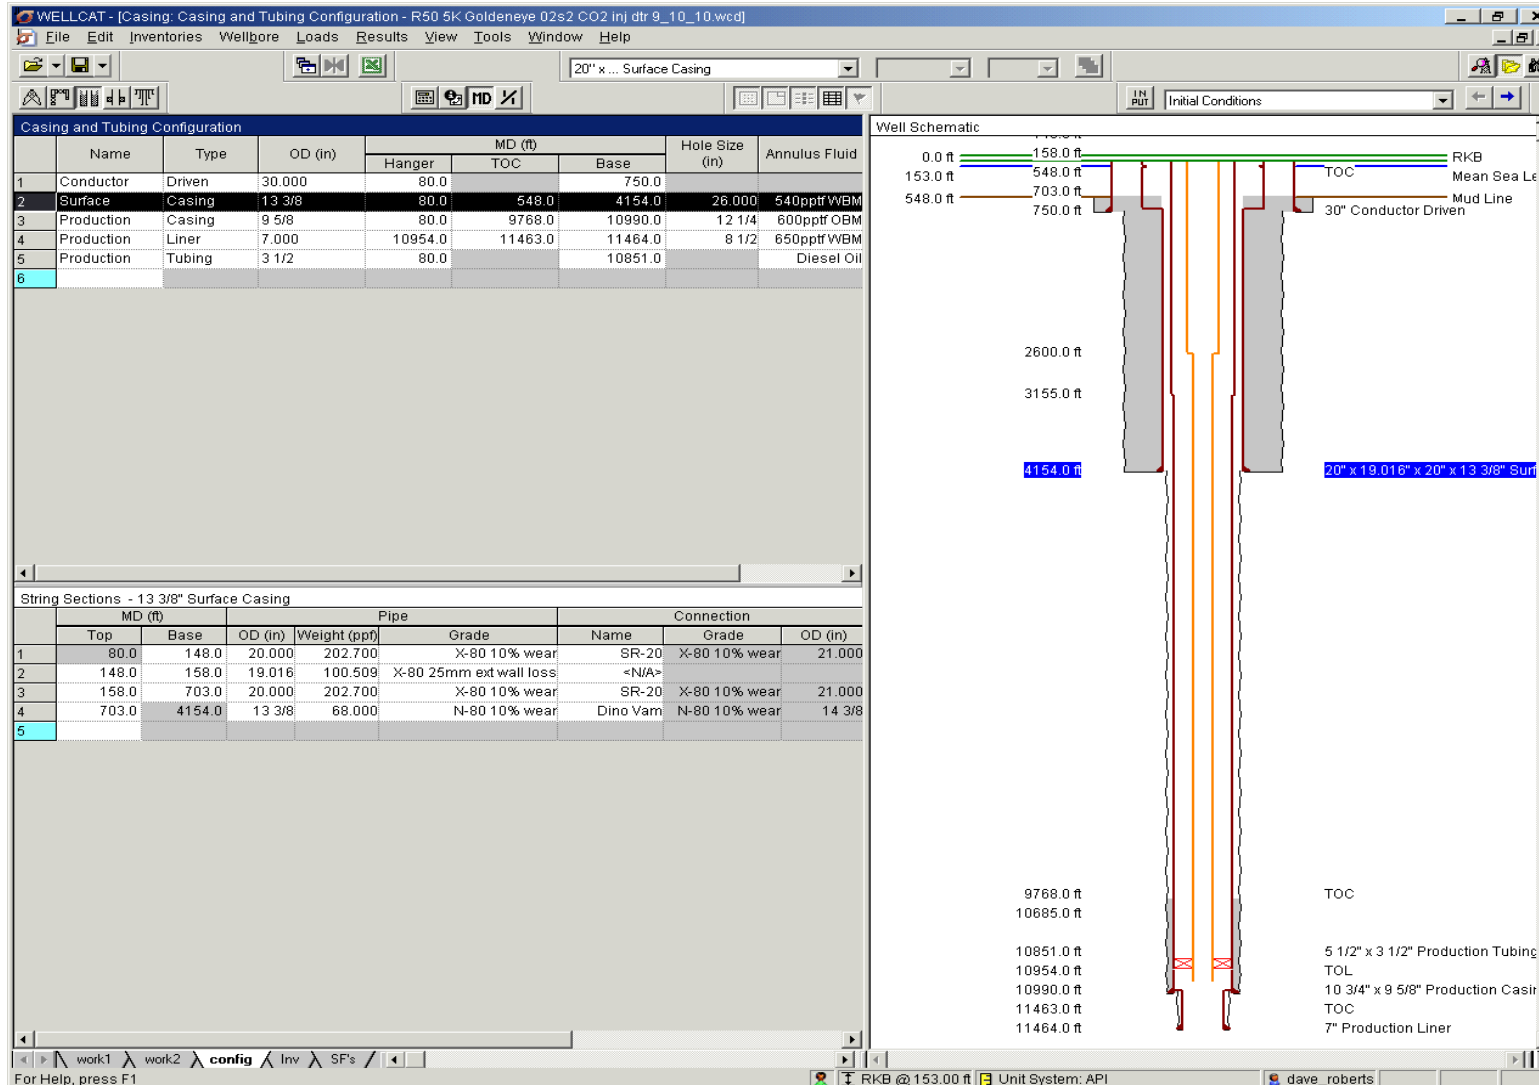 WELLCAT - [Casing: Casing and Tubing Configuration - R50 5K Goldeneye 02s2 CO2 inj dtr 9_10_10.wcd]
File Edit Inventories Wellbore Loads Results View Tools Window Help
20" x ... Surface Casing
MD
IN PUT
Initial Conditions
Casing and Tubing Configuration
Name Type OD (in) MD (ft) Hole Size (in) Annulus Fluid
Hanger TOC Base
1 Conductor Driven 30.000 80.0 750.0
2 Surface Casing 13 3/8 80.0 548.0 4154.0 26.000 540pptf WBM
3 Production Casing 9 5/8 80.0 9768.0 10990.0 12 1/4 600pptf OBM
4 Production Liner 7.000 10954.0 11463.0 11464.0 8 1/2 650pptf WBM
5 Production Tubing 3 1/2 80.0 10851.0 Diesel Oil
6
String Sections - 13 3/8" Surface Casing
MD (ft) Pipe Connection
Top Base OD (in) Weight (ppf) Grade Name Grade OD (in)
1 80.0 148.0 20.000 202.700 X-80 10% wear SR-20 X-80 10% wear 21.000
2 148.0 158.0 19.016 100.509 X-80 25mm ext wall loss <N/A>
3 158.0 703.0 20.000 202.700 X-80 10% wear SR-20 X-80 10% wear 21.000
4 703.0 4154.0 13 3/8 68.000 N-80 10% wear Dino Vam N-80 10% wear 14 3/8
5
Well Schematic
0.0 ft 158.0 ft RKB
153.0 ft 548.0 ft TOC Mean Sea Le
548.0 ft 703.0 ft Mud Line
750.0 ft 30" Conductor Driven
2600.0 ft
3155.0 ft
4154.0 ft 20" x 19.016" x 20" x 13 3/8" Surf
9768.0 ft TOC
10685.0 ft
10851.0 ft 5 1/2" x 3 1/2" Production Tubing
10954.0 ft TOL
10990.0 ft 10 3/4" x 9 5/8" Production Casin
11463.0 ft TOC
11464.0 ft 7" Production Liner
work1 work2 config Inv SF's
For Help, press F1 RKB @ 153.00 ft Unit System: API dave_roberts